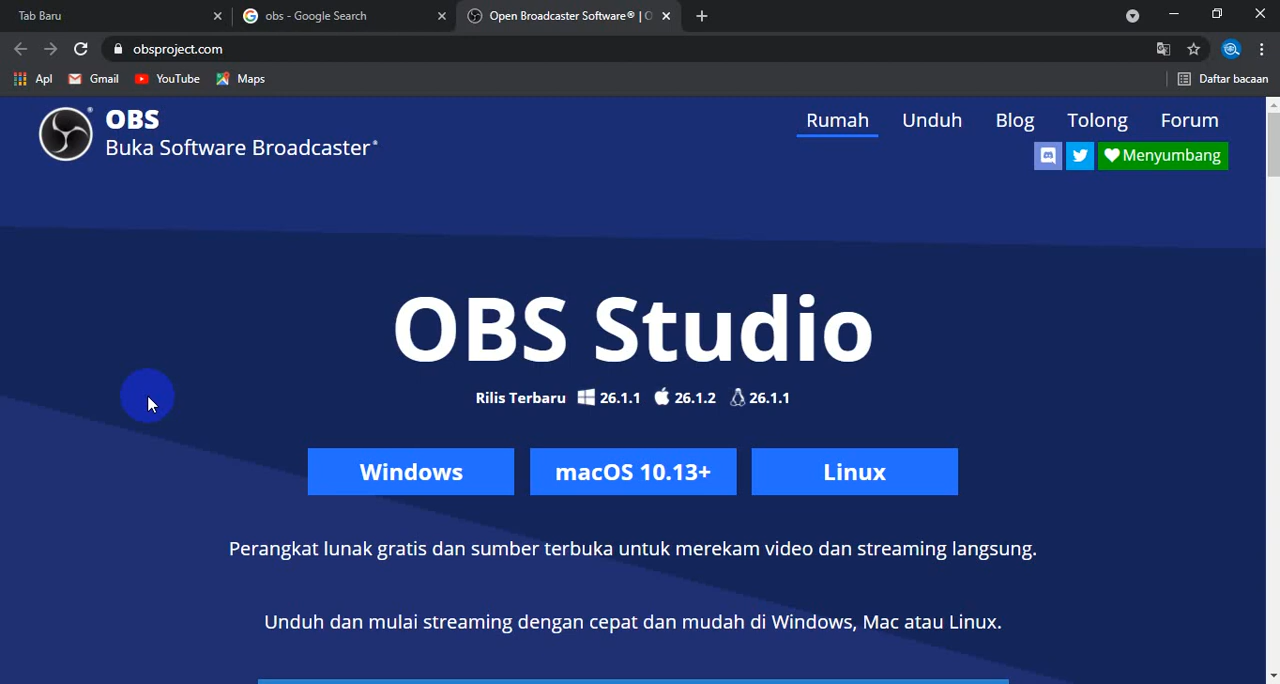 Tab Baru
obs - Google Search
Open Broadcaster Software® | O
obsproject.com
Apl
Gmail
YouTube
Maps
Daftar bacaan
OBS
Buka Software Broadcaster
Rumah
Unduh
Blog
Tolong
Forum
Menyumbang
OBS Studio
Rilis Terbaru 26.1.1 26.1.2 26.1.1
Windows
macOS 10.13+
Linux
Perangkat lunak gratis dan sumber terbuka untuk merekam video dan streaming langsung.
Unduh dan mulai streaming dengan cepat dan mudah di Windows, Mac atau Linux.